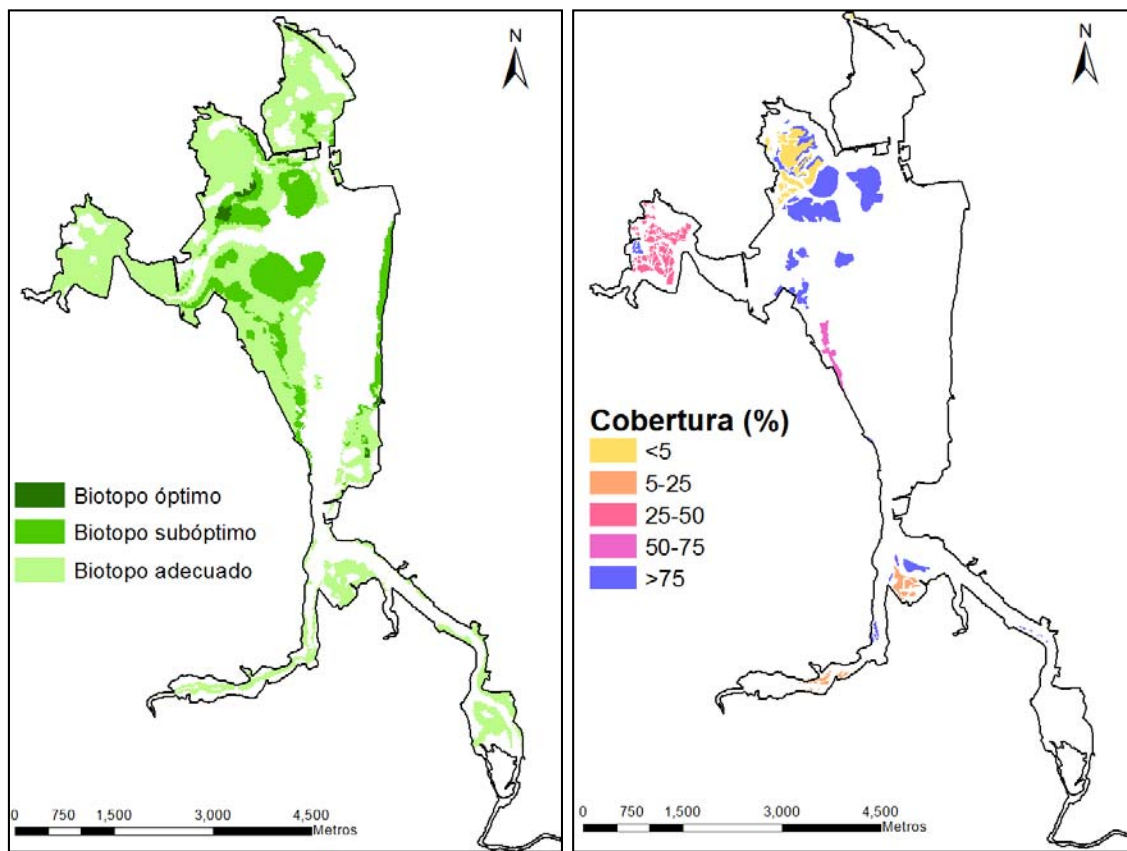 N
Biotopo óptimo
Biotopo subóptimo
Biotopo adecuado
0 750 1,500 3,000 4,500
Metros
N
Cobertura (%)
<5
5-25
25-50
50-75
>75
0 750 1,500 3,000 4,500
Metros